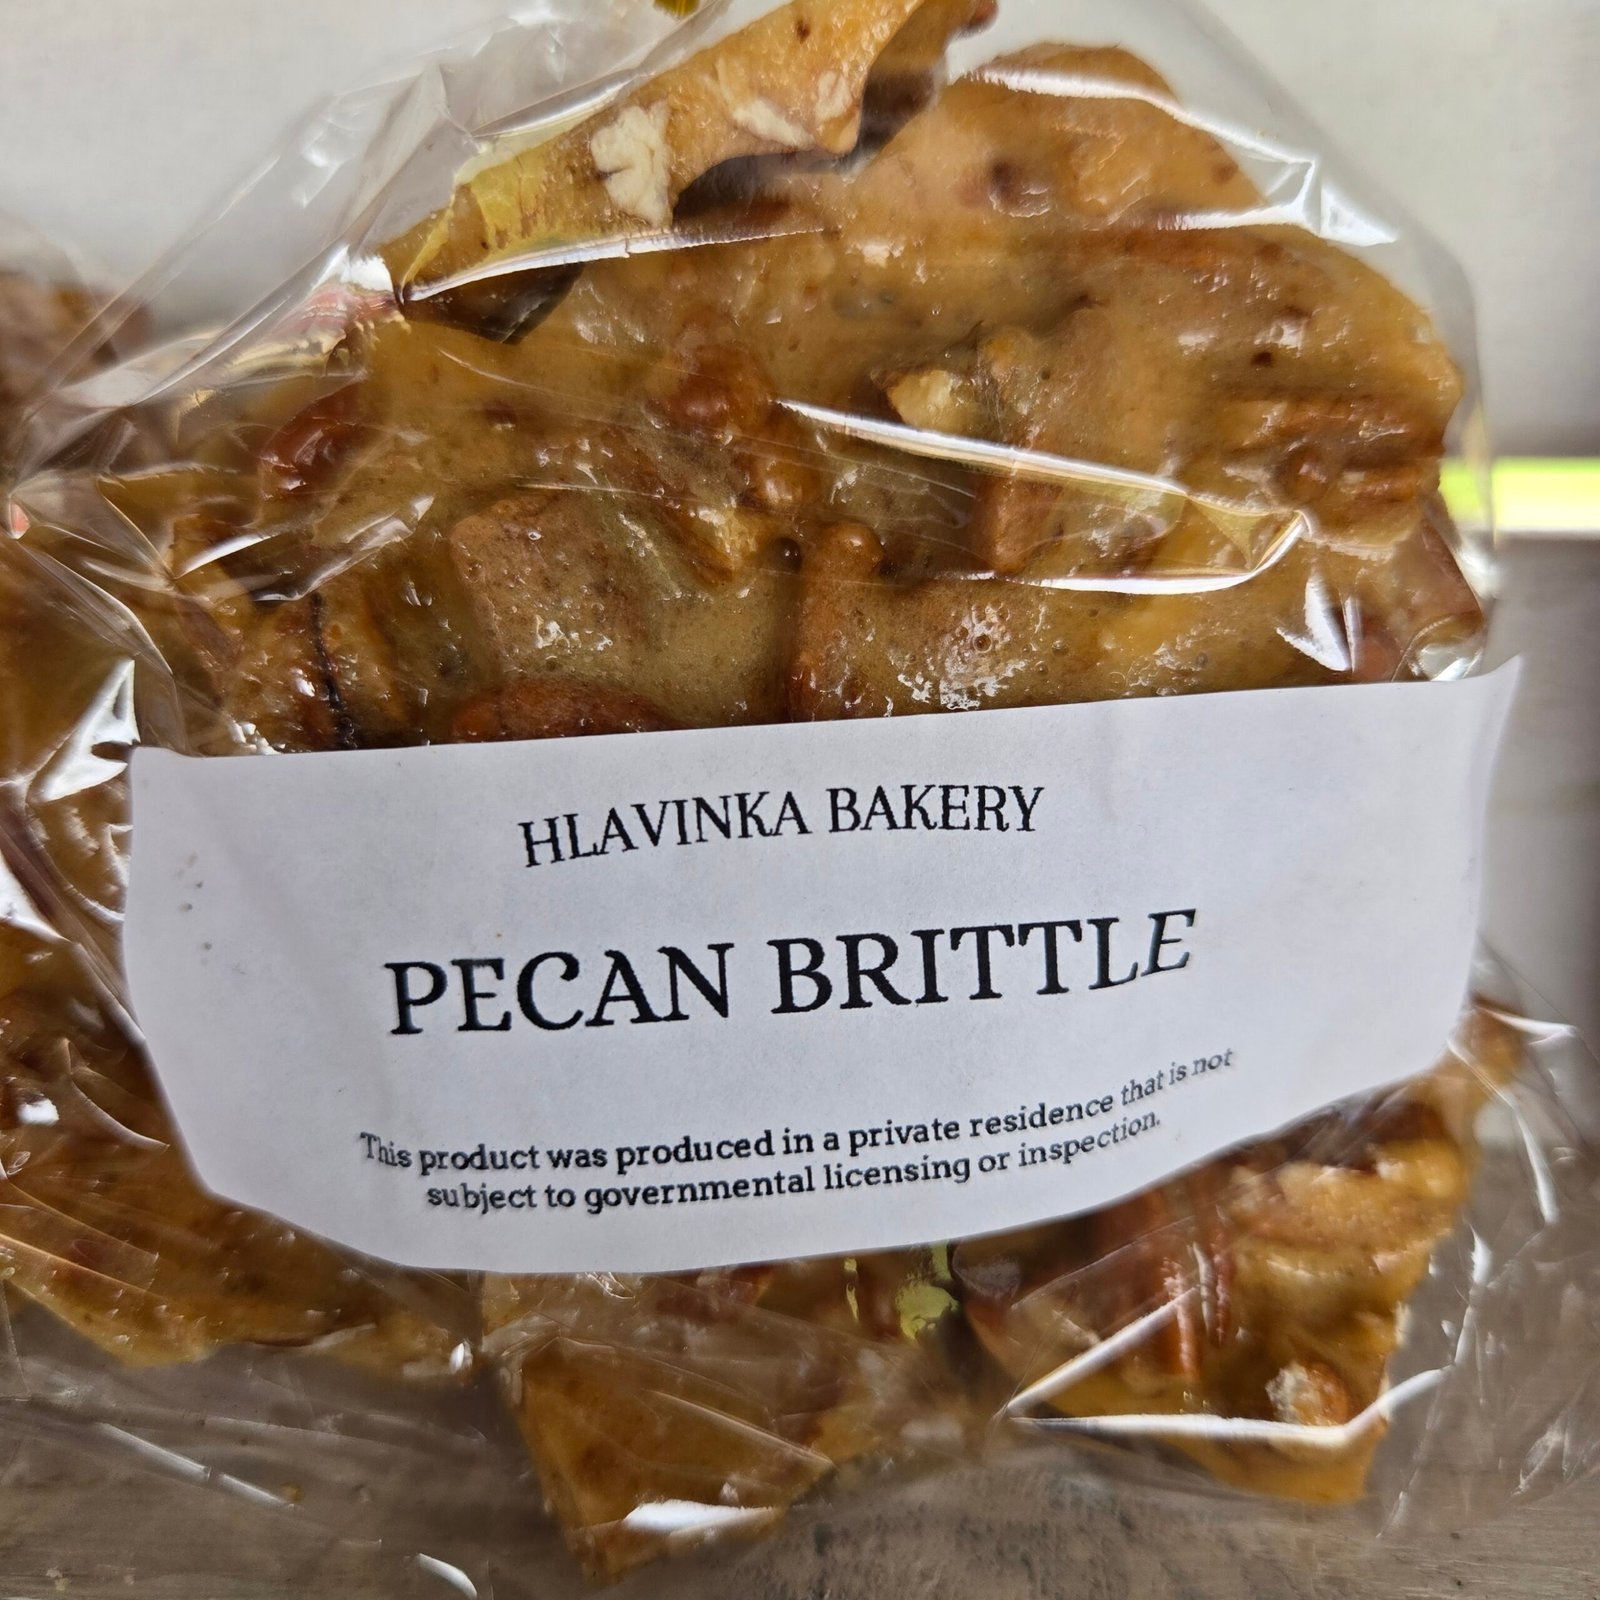 HLAVINKA BAKERY
PECAN BRITTLE
This product was produced in a private residence that is not
subject to governmental licensing or inspection.